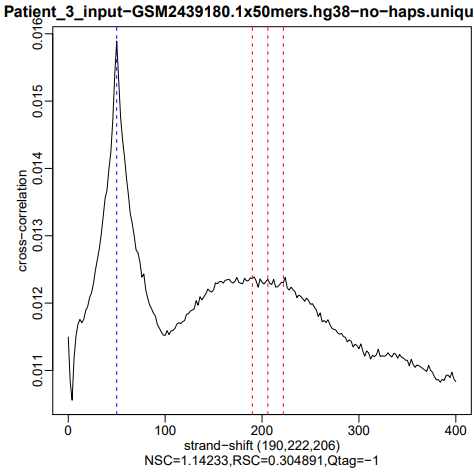 Patient_3_input−GSM2439180.1x50mers.hg38−no−haps.uniqu
cross−correlation
0.011 0.012 0.013 0.014 0.015 0.016
0 100 200 300 400
strand−shift (190,222,206)
NSC=1.14233,RSC=0.304891,Qtag=−1